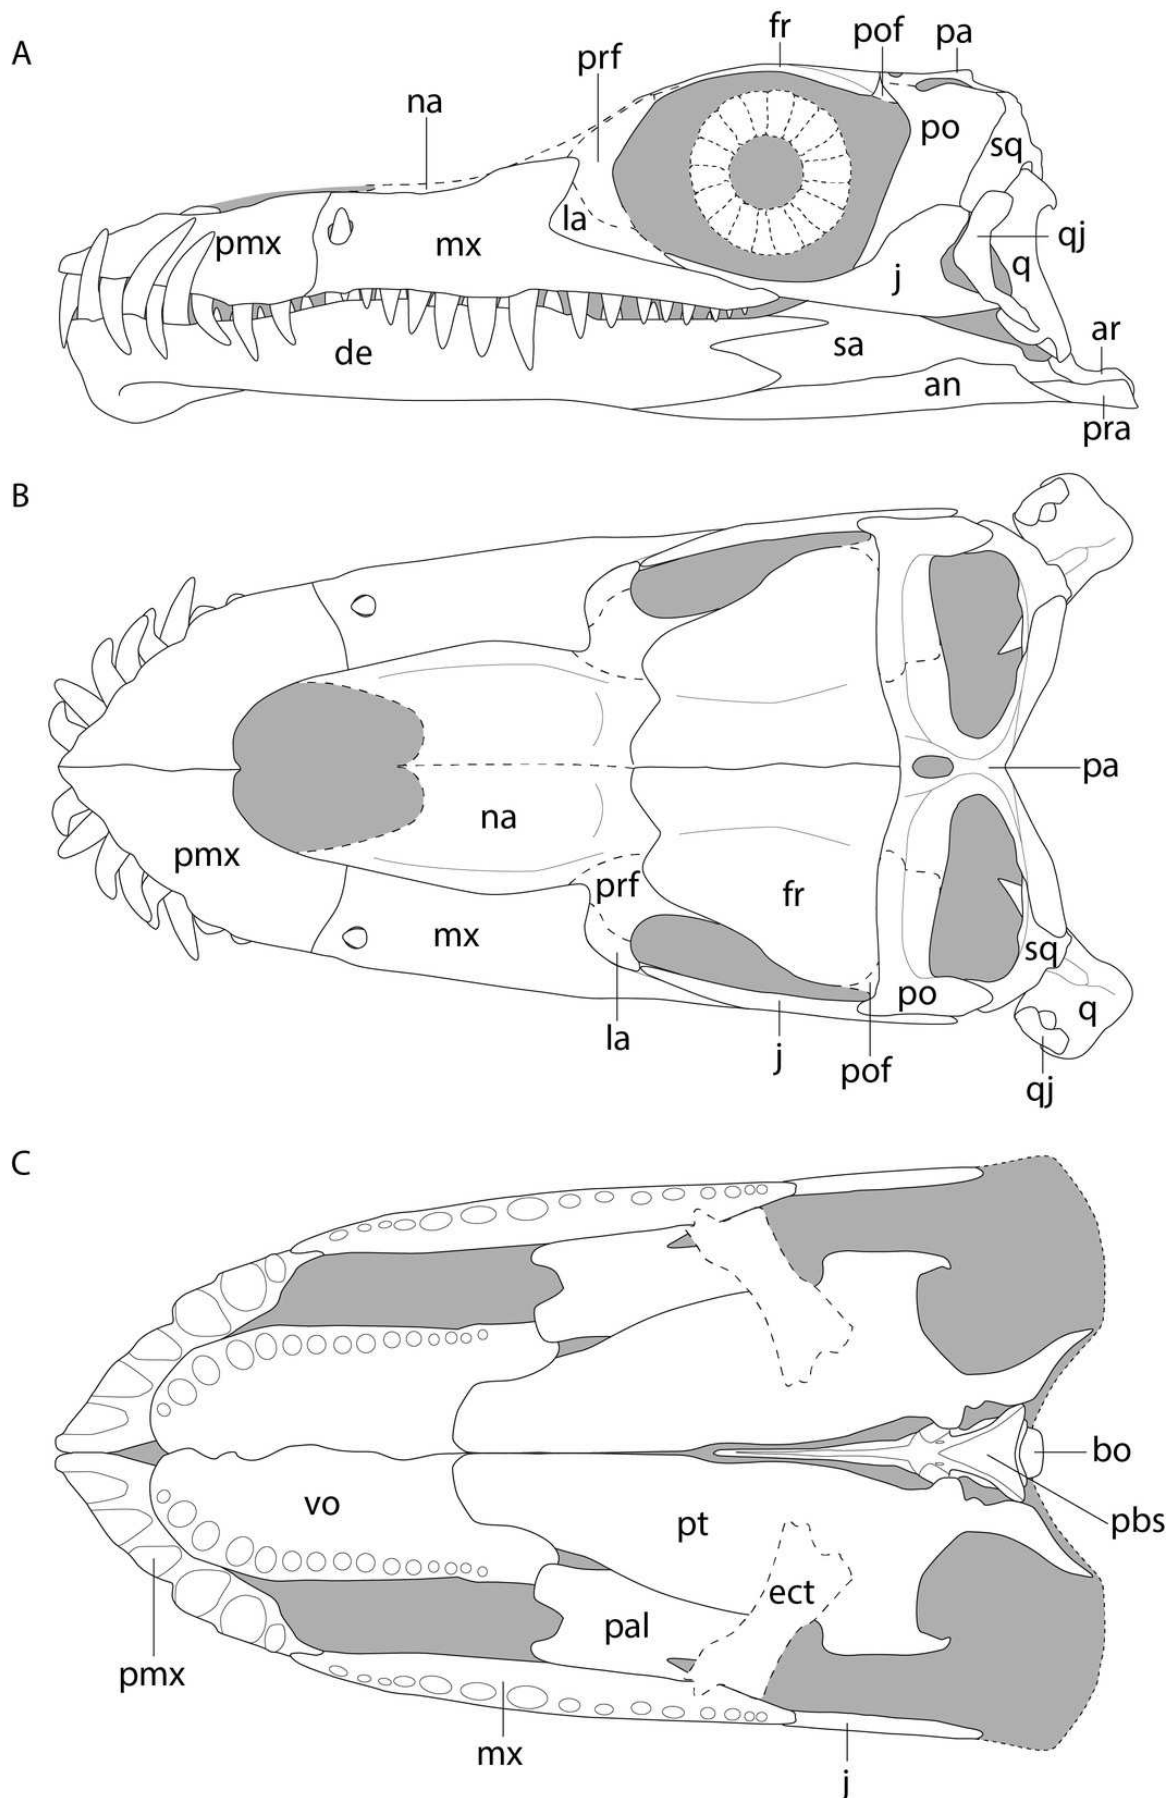 A
fr
pof
pa
prf
na
po
sq
la
pmx
mx
j
qj
q
de
sa
ar
an
pra
B
pa
na
pmx
prf
fr
mx
sq
po
q
la
j
pof
qj
C
bo
vo
pbs
pt
ect
pal
pmx
mx
j